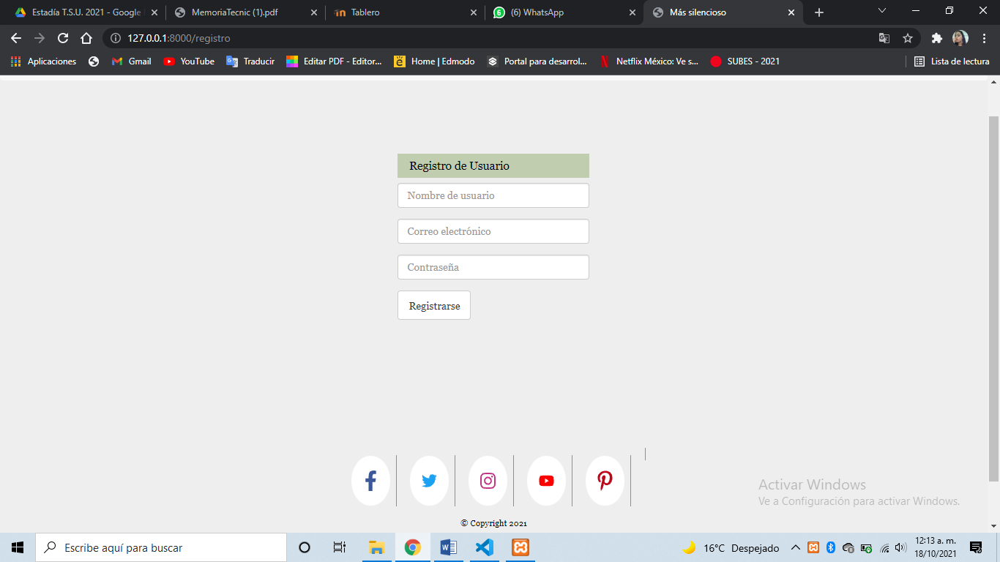 Estadía T.S.U. 2021 - Google
MemoriaTecnic (1).pdf
Tablero
(6) WhatsApp
Más silencioso
127.0.0.1:8000/registro
Aplicaciones
Gmail
YouTube
Traducir
Editar PDF - Editor...
Home | Edmodo
Portal para desarrol...
Netflix México: Ve s...
SUBES - 2021
Lista de lectura
Registro de Usuario
Nombre de usuario
Correo electrónico
Contraseña
Registrarse
Activar Windows
Ve a Configuración para activar Windows.
© Copyright 2021
Escribe aquí para buscar
16°C Despejado
12:13 a. m.
18/10/2021